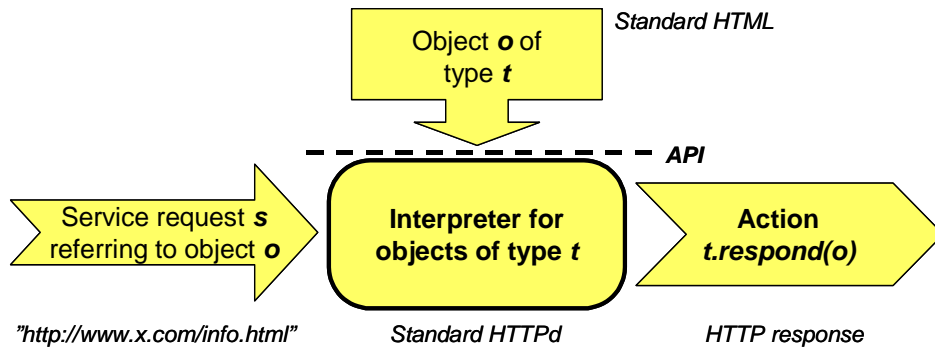 Standard HTML
Object o of
type t
API
Service request s
referring to object o
Interpreter for
objects of type t
Action
t.respond(o)
”http://www.x.com/info.html”
Standard HTTPd
HTTP response